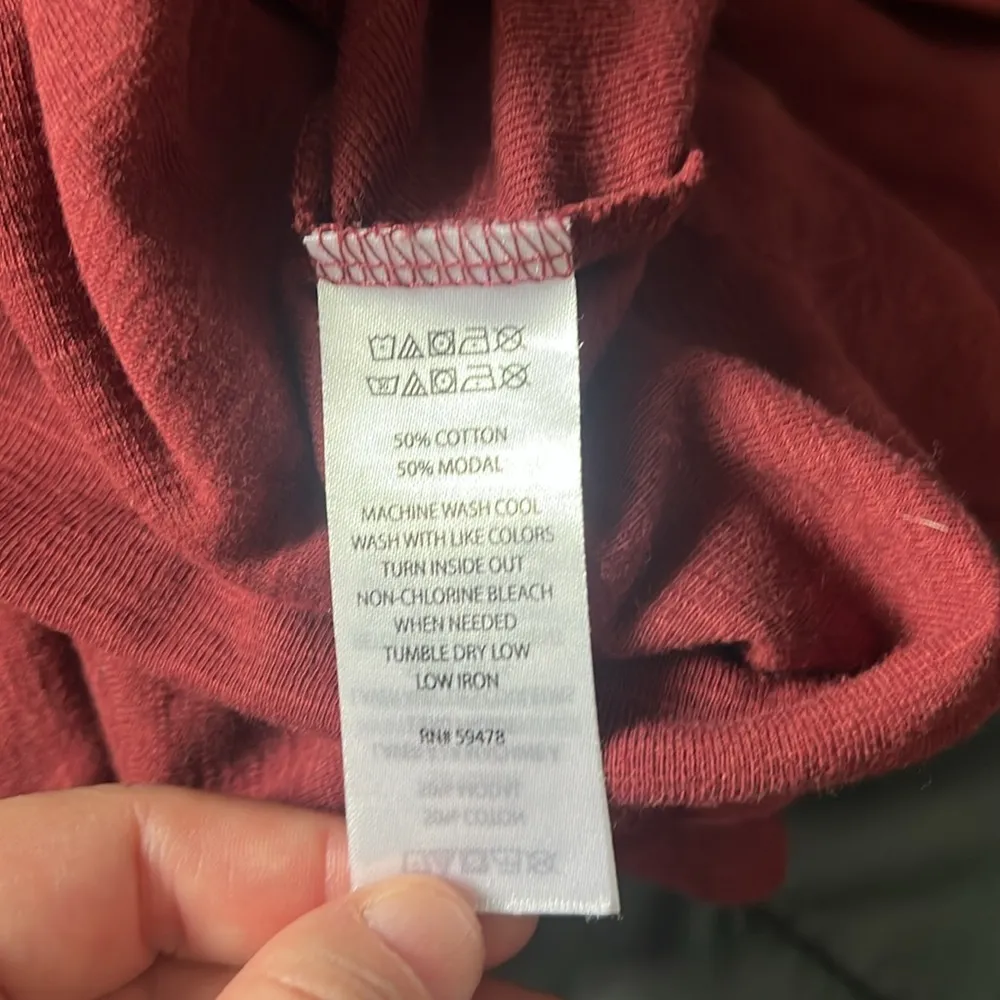 50% COTTON
50% MODAL
MACHINE WASH COOL
WASH WITH LIKE COLORS
TURN INSIDE OUT
NON-CHLORINE BLEACH
WHEN NEEDED
TUMBLE DRY LOW
LOW IRON
RN# 59478